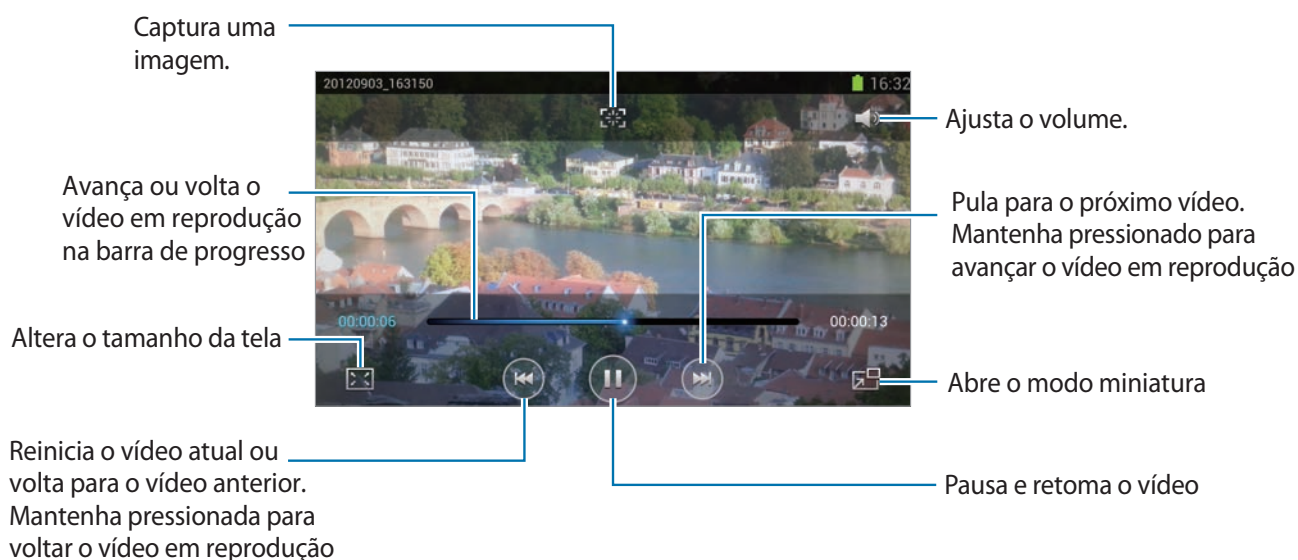 Captura uma
imagem.
20120903_163150
16:32
Ajusta o volume.
Avança ou volta o
vídeo em reprodução
na barra de progresso
Pula para o próximo vídeo.
Mantenha pressionado para
avançar o vídeo em reprodução
00:00:06
00:00:13
Altera o tamanho da tela
Abre o modo miniatura
Reinicia o vídeo atual ou
volta para o vídeo anterior.
Mantenha pressionada para
voltar o vídeo em reprodução
Pausa e retoma o vídeo